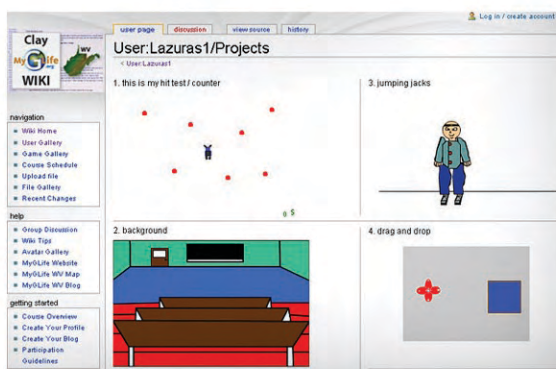 Log in / create account
Clay
WV
MyGLife
.org
WIKI
user page
discussion
view source
history
User:Lazuras1/Projects
< User:Lazuras1
1. this is my hit test / counter
3. jumping jacks
navigation
Wiki Home
User Gallery
Game Gallery
Course Schedule
Upload file
File Gallery
Recent Changes
2. background
4. drag and drop
help
Group Discussion
Wiki Tips
Avatar Gallery
MyGLife Website
MyGLife WV Map
MyGLife WV Blog
getting started
Course Overview
Create Your Profile
Create Your Blog
Participation
Guidelines